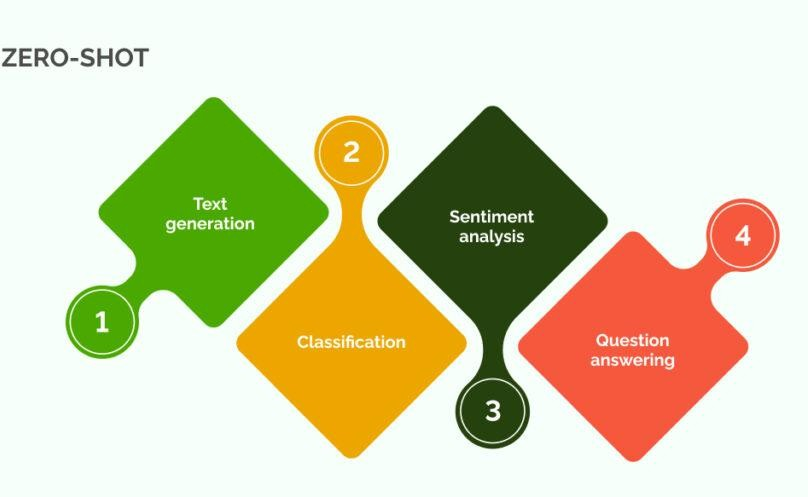 ZERO-SHOT
1
Text
generation
2
Classification
3
Sentiment
analysis
4
Question
answering